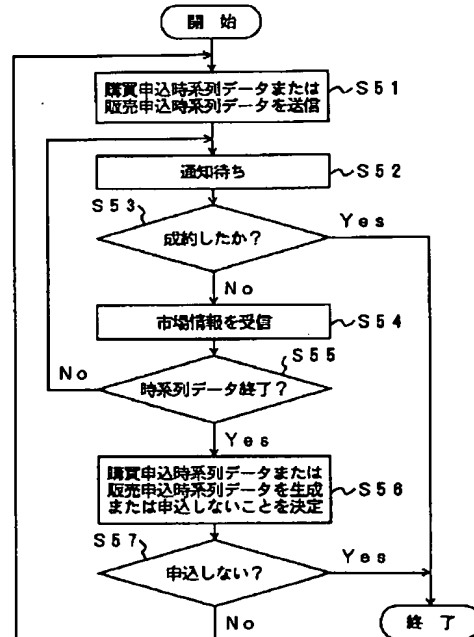 開 始
購買申込時系列データまたは
販売申込時系列データを送信
S51
通知待ち
S52
S53
成約したか?
Yes
No
市場情報を受信
S54
S55
時系列データ終了?
No
Yes
購買申込時系列データまたは
販売申込時系列データを生成
または申込しないことを決定
S56
S57
申込しない?
Yes
No
終 了